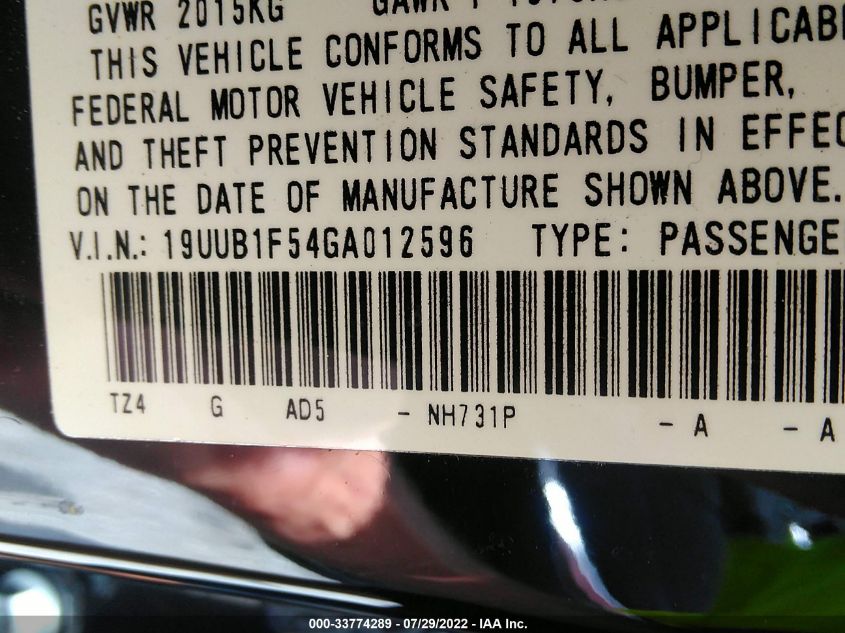 GVWR 2015KG GAWR F
THIS VEHICLE CONFORMS TO ALL APPLICABL
FEDERAL MOTOR VEHICLE SAFETY, BUMPER,
AND THEFT PREVENTION STANDARDS IN EFFEC
ON THE DATE OF MANUFACTURE SHOWN ABOVE.
V.I.N.: 19UUB1F54GA012596 TYPE: PASSENGE
TZ4 G AD5 - NH731P - A - A
000-33774289 - 07/29/2022 - IAA Inc.